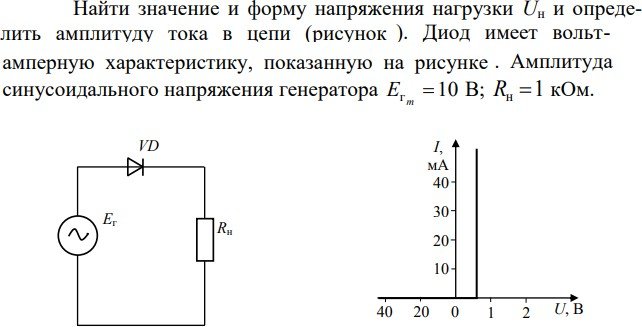 Найти значение и форму напряжения нагрузки Uн и опреде-
лить амплитуду тока в цепи (рисунок ). Диод имеет вольт-
амперную характеристику, показанную на рисунке . Амплитуда
синусоидального напряжения генератора Eгm = 10 В; Rн = 1 кОм.
VD
Eг
Rн
I,
мА
40
30
20
10
40 20 0 1 2 U, В